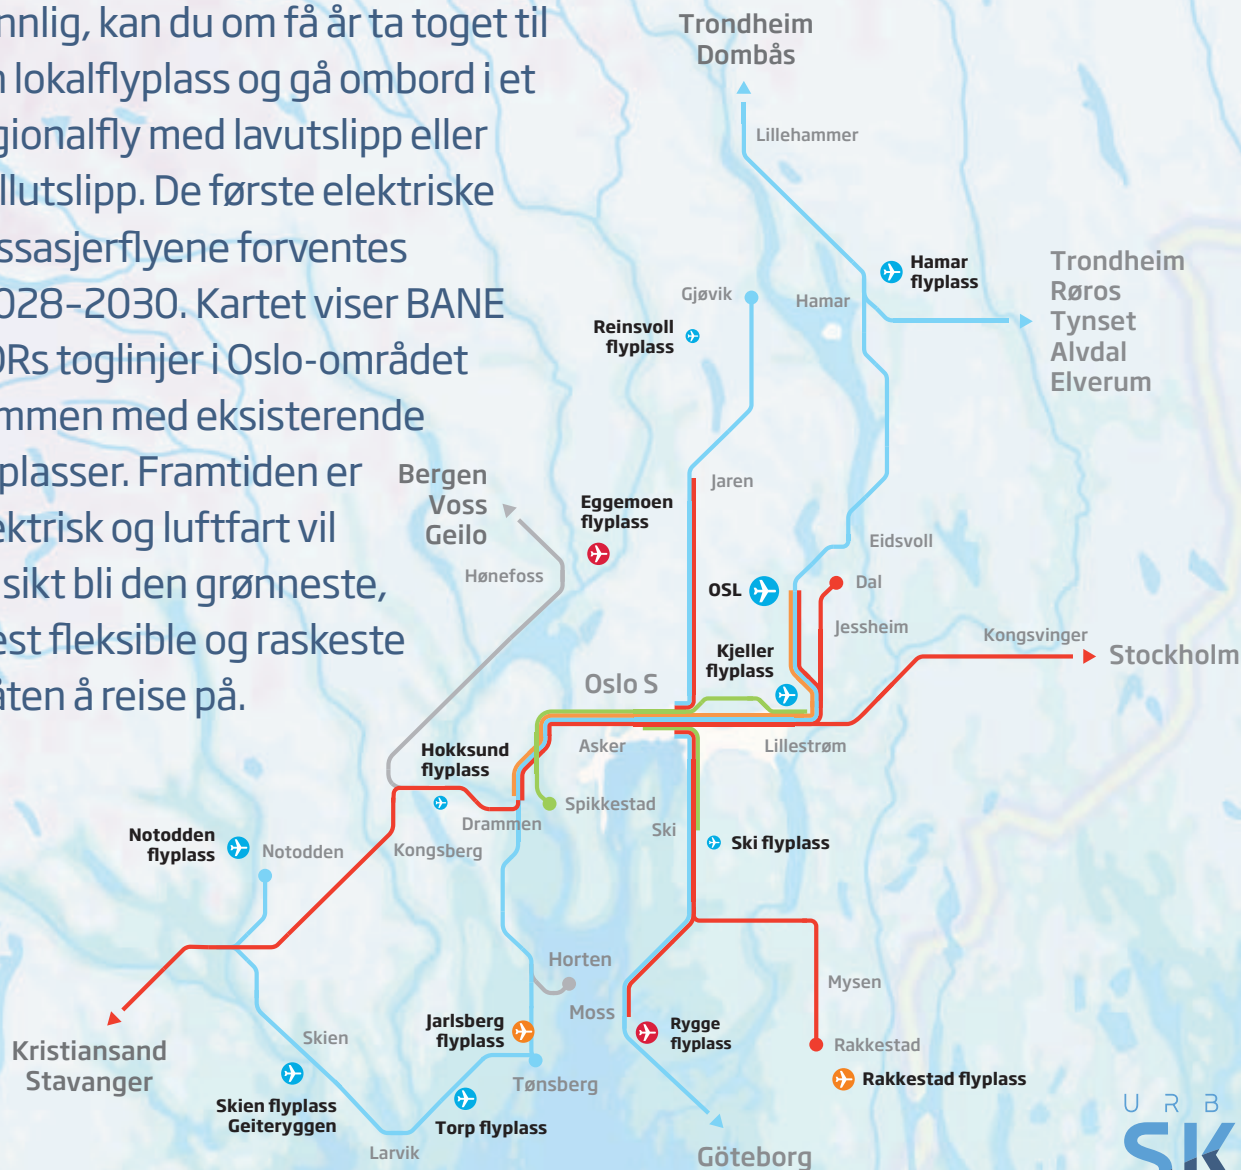 nnlig, kan du om få år ta toget til
n lokalflyplass og gå ombord i et
gionalfly med lavutslipp eller
llutslipp. De første elektriske
ssasjerflyene forventes
028–2030. Kartet viser BANE
ORs toglinjer i Oslo-området
mmen med eksisterende
plasser. Framtiden er
ektrisk og luftfart vil
sikt bli den grønneste,
est fleksible og raskeste
åten å reise på.
Trondheim
Dombås
Lillehammer
Hamar
flyplass
Trondheim
Røros
Tynset
Alvdal
Elverum
Gjøvik
Hamar
Reinsvoll
flyplass
Jaren
Bergen
Voss
Geilo
Eggemoen
flyplass
Hønefoss
Eidsvoll
OSL
Dal
Jessheim
Kongsvinger
Stockholm
Kjeller
flyplass
Oslo S
Asker
Lillestrøm
Hokksund
flyplass
Spikkestad
Drammen
Ski
Ski flyplass
Notodden
flyplass
Notodden
Kongsberg
Horten
Moss
Mysen
Jarlsberg
flyplass
Rygge
flyplass
Rakkestad
Rakkestad flyplass
Kristiansand
Stavanger
Skien
Tønsberg
Skien flyplass
Geiteryggen
Torp flyplass
Larvik
Göteborg
URB
SK